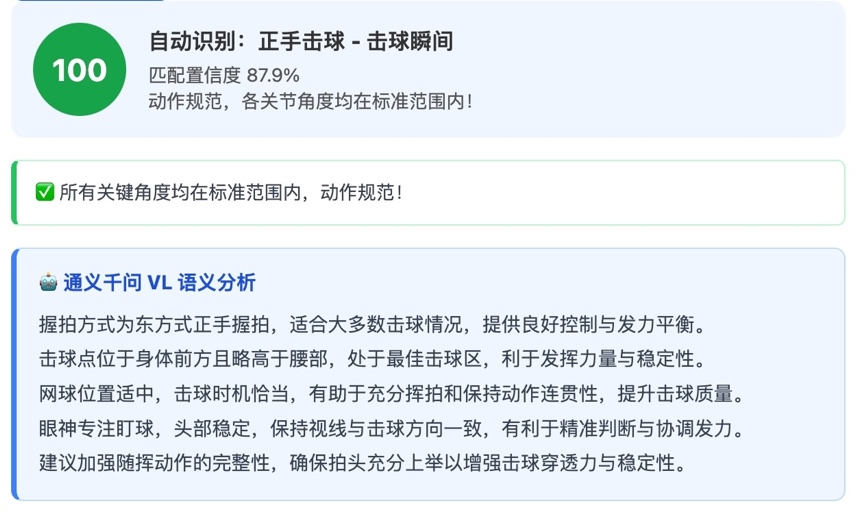 100
自动识别：正手击球 - 击球瞬间
匹配置信度 87.9%
动作规范，各关节角度均在标准范围内！
✅ 所有关键角度均在标准范围内，动作规范！
🤖 通义千问 VL 语义分析
握拍方式为东方式正手握拍，适合大多数击球情况，提供良好控制与发力平衡。
击球点位于身体前方且略高于腰部，处于最佳击球区，利于发挥力量与稳定性。
网球位置适中，击球时机恰当，有助于充分挥拍和保持动作连贯性，提升击球质量。
眼神专注盯球，头部稳定，保持视线与击球方向一致，有利于精准判断与协调发力。
建议加强随挥动作的完整性，确保拍头充分上举以增强击球穿透力与稳定性。